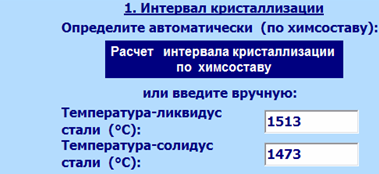 1. Интервал кристаллизации
Определите автоматически (по химсоставу):
Расчет интервала кристаллизации
по химсоставу
или введите вручную:
Температура-ликвидус
стали (°C): 1513
Температура-солидус
стали (°C): 1473